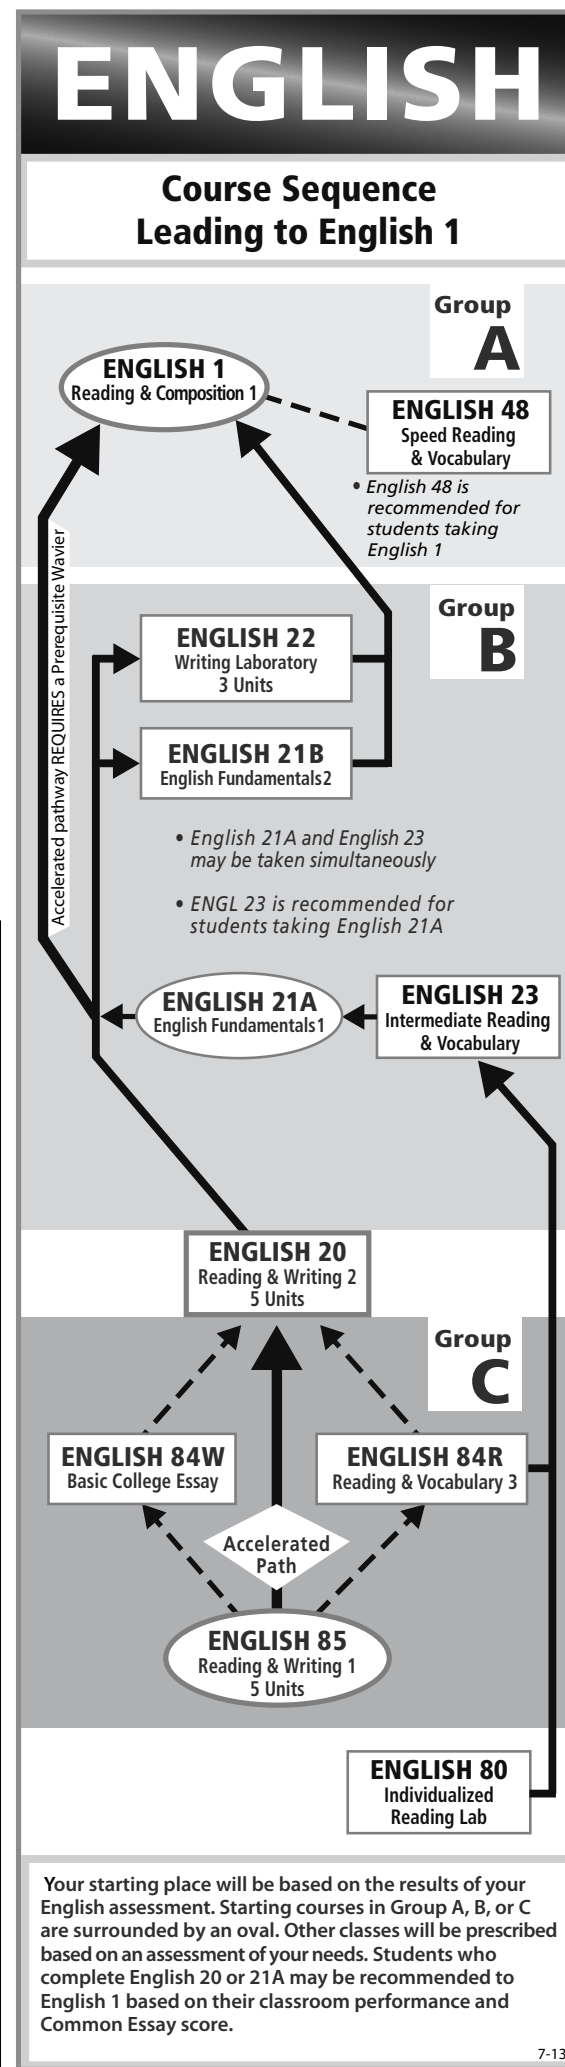 ENGLISH
Course Sequence
Leading to English 1
Group
A
ENGLISH 1
Reading & Composition 1
ENGLISH 48
Speed Reading
& Vocabulary
• English 48 is
recommended for
students taking
English 1
Accelerated pathway REQUIRES a Prerequisite Wavier
Group
B
ENGLISH 22
Writing Laboratory
3 Units
ENGLISH 21B
English Fundamentals2
• English 21A and English 23
may be taken simultaneously
• ENGL 23 is recommended for
students taking English 21A
ENGLISH 21A
English Fundamentals1
ENGLISH 23
Intermediate Reading
& Vocabulary
ENGLISH 20
Reading & Writing 2
5 Units
Group
C
ENGLISH 84W
Basic College Essay
ENGLISH 84R
Reading & Vocabulary 3
Accelerated
Path
ENGLISH 85
Reading & Writing 1
5 Units
ENGLISH 80
Individualized
Reading Lab
Your starting place will be based on the results of your
English assessment. Starting courses in Group A, B, or C
are surrounded by an oval. Other classes will be prescribed
based on an assessment of your needs. Students who
complete English 20 or 21A may be recommended to
English 1 based on their classroom performance and
Common Essay score.
7-13